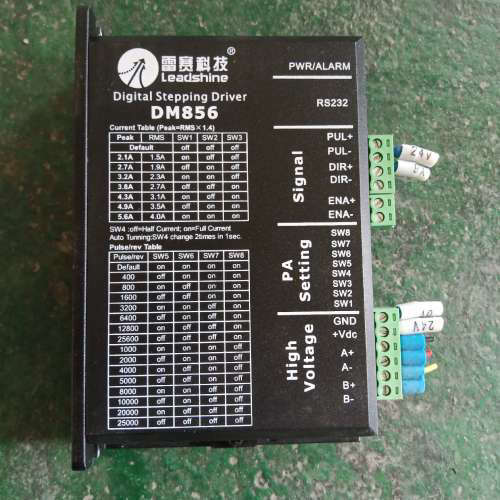 雷赛科技®
Leadshine
Digital Stepping Driver
DM856
Current Table (Peak=RMS×1.4)
Peak RMS SW1 SW2 SW3
Default off off off
2.1A 1.5A on off off
2.7A 1.9A off on off
3.2A 2.3A on on off
3.8A 2.7A off off on
4.3A 3.1A on off on
4.9A 3.5A off on on
5.6A 4.0A on on on
SW4 :off=Half Current; on=Full Current
Auto Tunning:SW4 change 2times in 1sec.
Pulse/rev Table
Pulse/rev SW5 SW6 SW7 SW8
Default on on on on
400 off on on on
800 on off on on
1600 off off on on
3200 on on off on
6400 off on off on
12800 on off off on
25600 off off off on
1000 on on on off
2000 off on on off
4000 on off on off
5000 off off on off
8000 on on off off
10000 off on off off
20000 on off off off
25000 off off off off
PWR/ALARM
RS232
Signal
PUL+
PUL-
DIR+
DIR-
ENA+
ENA-
PA
Setting
SW8
SW7
SW6
SW5
SW4
SW3
SW2
SW1
High
Voltage
GND
+Vdc
A+
A-
B+
B-
24V
0V
24V